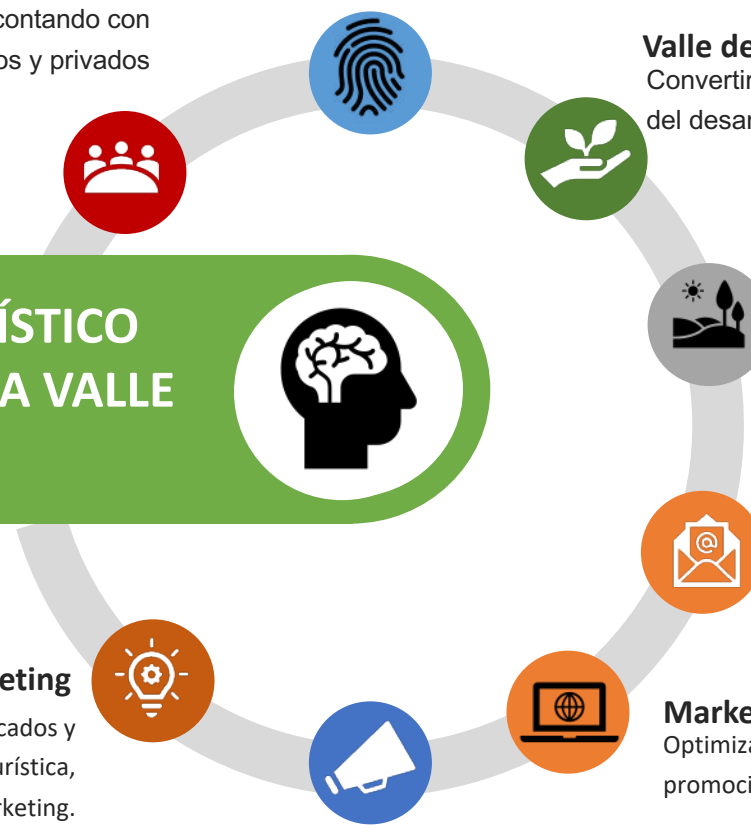 contando con
os y privados
Valle de
Convertir
del desar
ÍSTICO
A VALLE
@
eting
cados y
urística,
rketing.
Marke
Optimiza
promoci